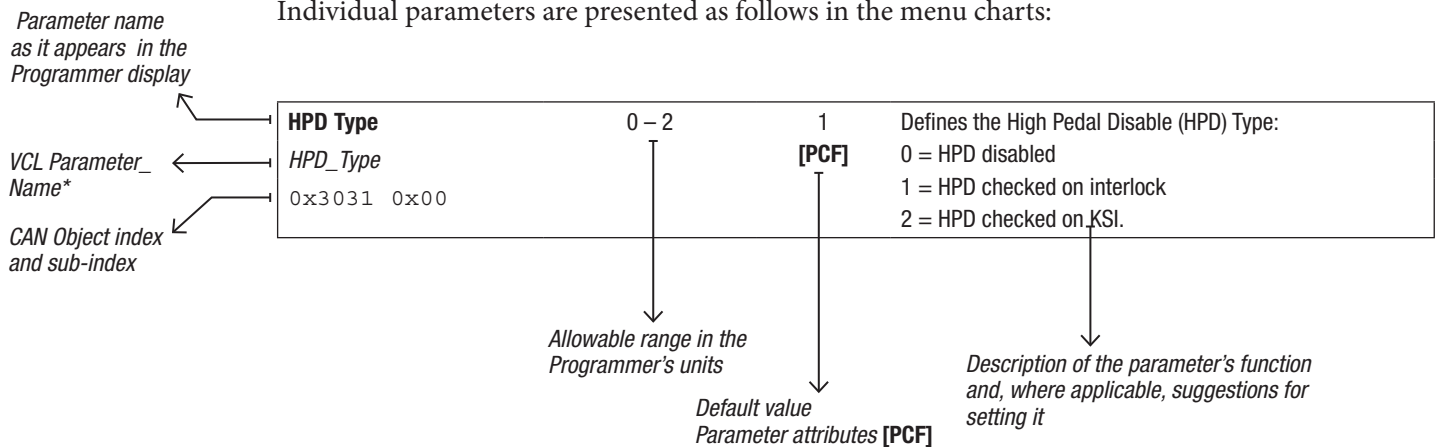 Individual parameters are presented as follows in the menu charts:
Parameter name
as it appears in the
Programmer display
VCL Parameter_
Name*
CAN Object index
and sub-index
HPD Type
HPD_Type
0x3031 0x00
0 – 2
1
[PCF]
Defines the High Pedal Disable (HPD) Type:
0 = HPD disabled
1 = HPD checked on interlock
2 = HPD checked on KSI.
Allowable range in the
Programmer's units
Default value
Parameter attributes [PCF]
Description of the parameter's function
and, where applicable, suggestions for
setting it